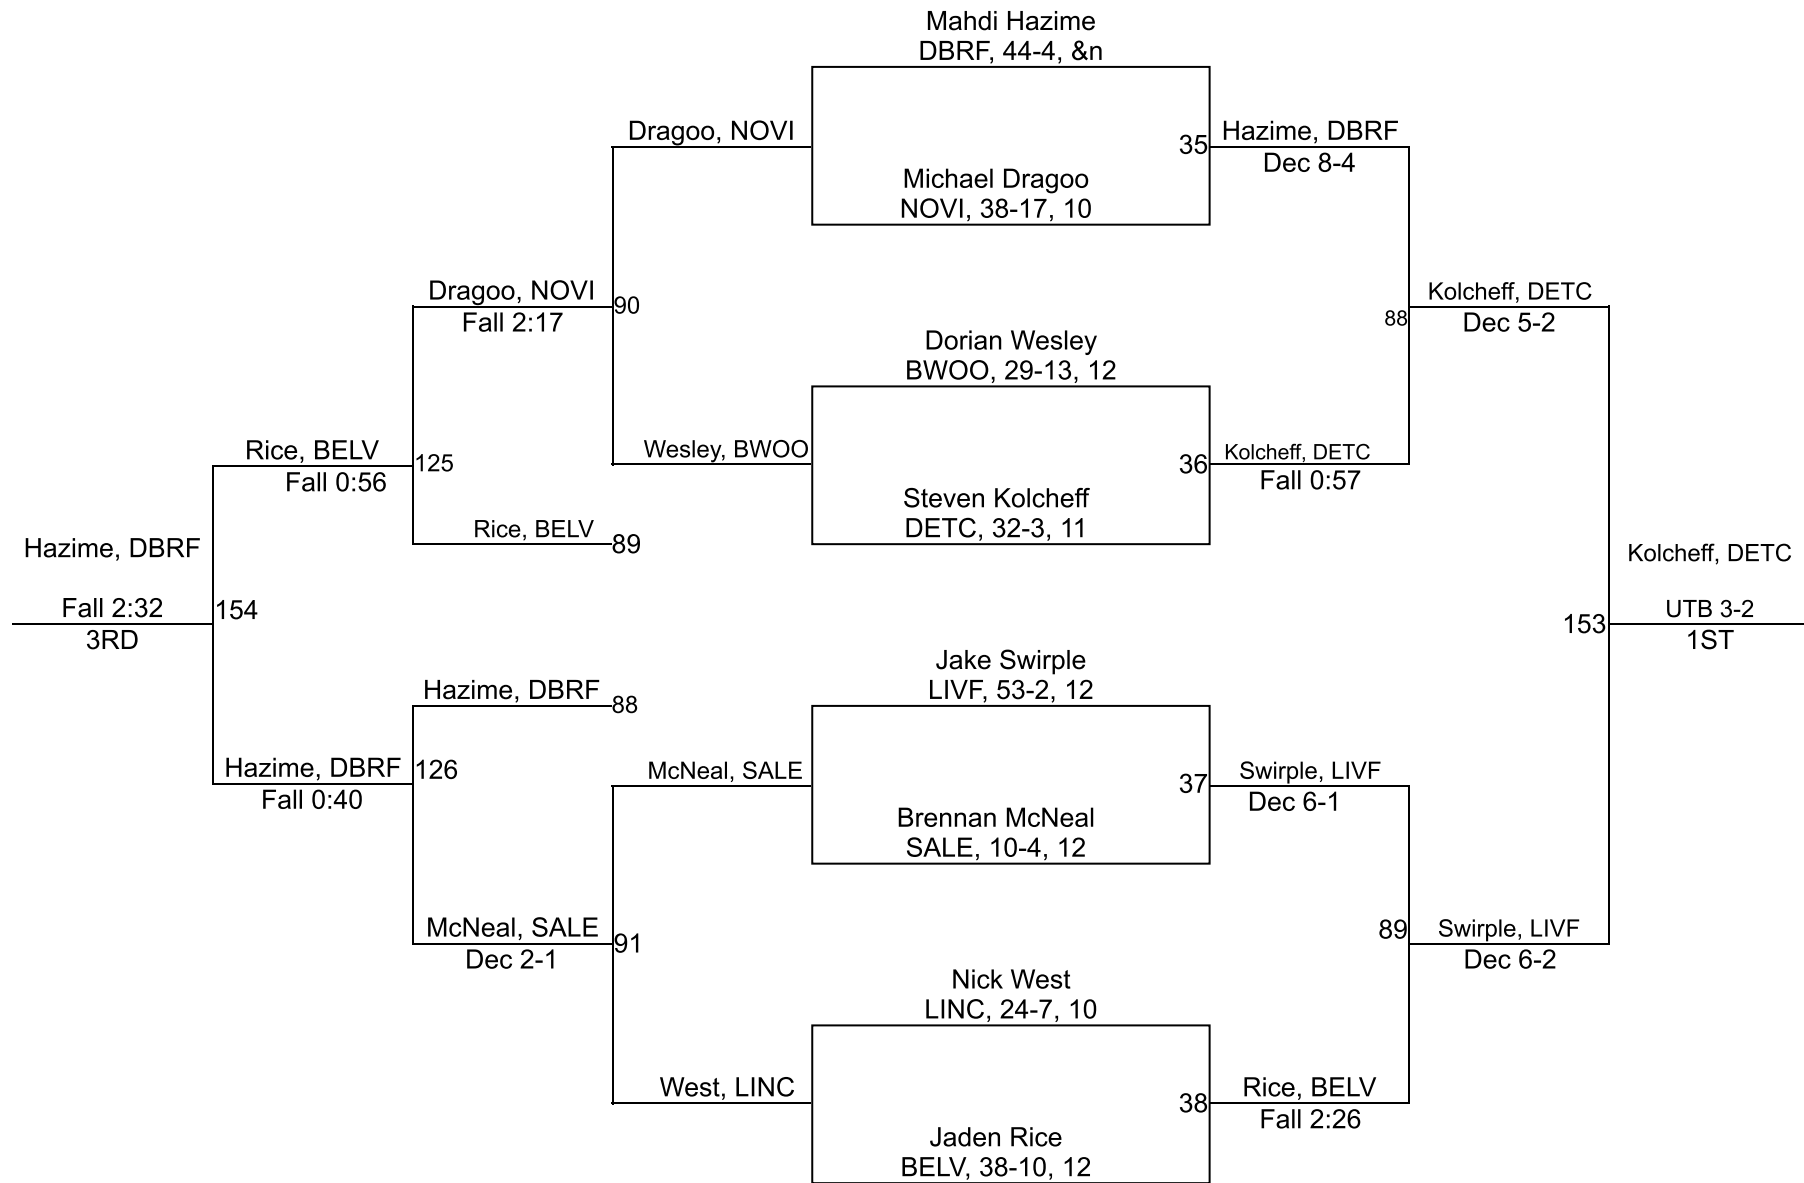 Mahdi Hazime
DBRF, 44-4, &n
Dragoo, NOVI
35
Hazime, DBRF
Dec 8-4
Michael Dragoo
NOVI, 38-17, 10
Dragoo, NOVI
Fall 2:17
90
Kolcheff, DETC
Dec 5-2
88
Dorian Wesley
BWOO, 29-13, 12
Rice, BELV
Fall 0:56
125
Wesley, BWOO
36
Kolcheff, DETC
Fall 0:57
Steven Kolcheff
DETC, 32-3, 11
Rice, BELV
89
Hazime, DBRF
Fall 2:32
3RD
154
Kolcheff, DETC
153
UTB 3-2
1ST
Jake Swirple
LIVF, 53-2, 12
Hazime, DBRF
88
Hazime, DBRF
Fall 0:40
126
McNeal, SALE
37
Swirple, LIVF
Dec 6-1
Brennan McNeal
SALE, 10-4, 12
McNeal, SALE
Dec 2-1
91
89
Swirple, LIVF
Dec 6-2
Nick West
LINC, 24-7, 10
West, LINC
38
Rice, BELV
Fall 2:26
Jaden Rice
BELV, 38-10, 12